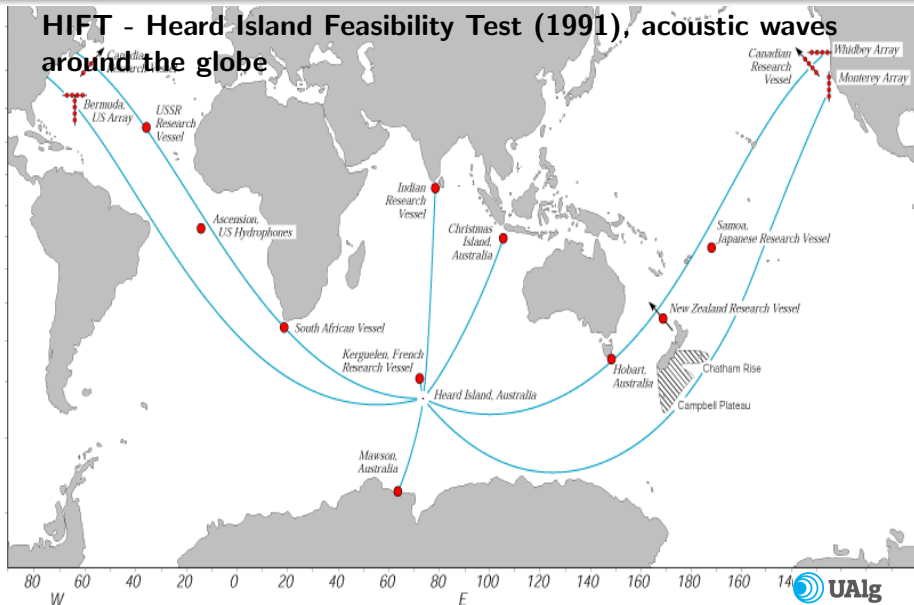 HIFT - Heard Island Feasibility Test (1991), acoustic waves
around the globe
Canadian
Research Vessel
Bermuda,
US Array
USSR
Research
Vessel
Ascension,
US Hydrophones
South African Vessel
Kerguelen, French
Research Vessel
Heard Island, Australia
Mawson,
Australia
Indian
Research
Vessel
Christmas
Island,
Australia
Canadian
Research
Vessel
Whidbey Array
Monterey Array
Samoa,
Japanese Research Vessel
New Zealand Research Vessel
Hobart,
Australia
Chatham Rise
Campbell Plateau
80 60 40 20 0 20 40 60 80 100 120 140 160 180 160
W E
UAlg